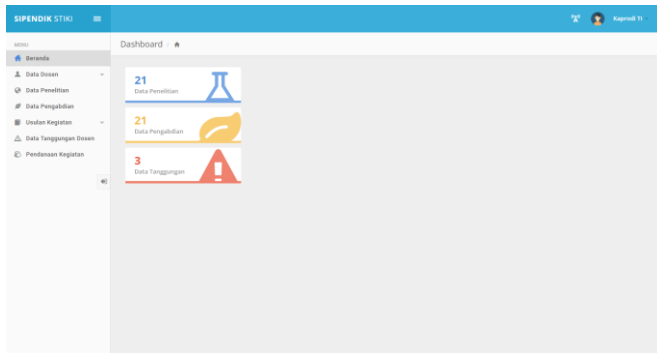 SIPENDIK STIKI
Kaprodi TI
MENU
Dashboard /
Beranda
Data Dosen
Data Penelitian
Data Pengabdian
Usulan Kegiatan
Data Tanggungan Dosen
Pendanaan Kegiatan
21
Data Penelitian
21
Data Pengabdian
3
Data Tanggungan